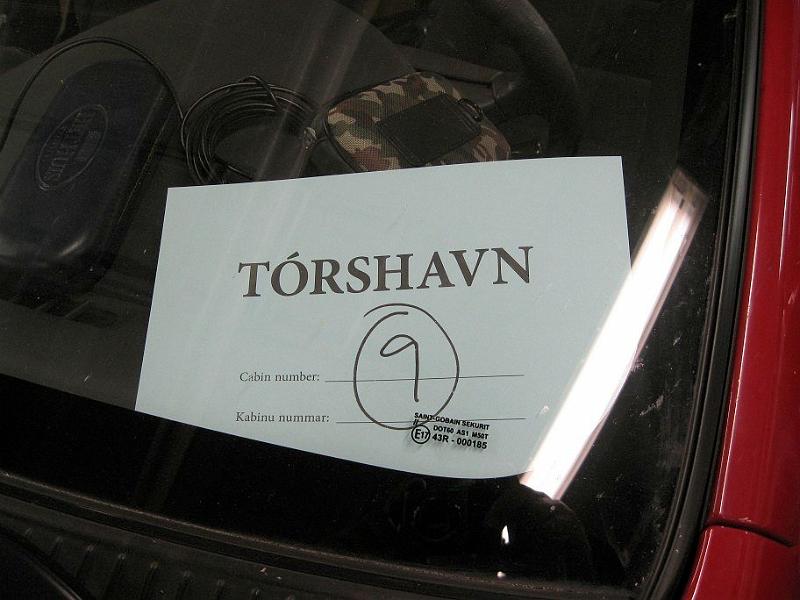 TÓRSHAVN
9
Cabin number:
Kabinu nummar:
SAINT-GOBAIN SEKURIT
DOT60 AS1 M50T
E17 43R - 000185